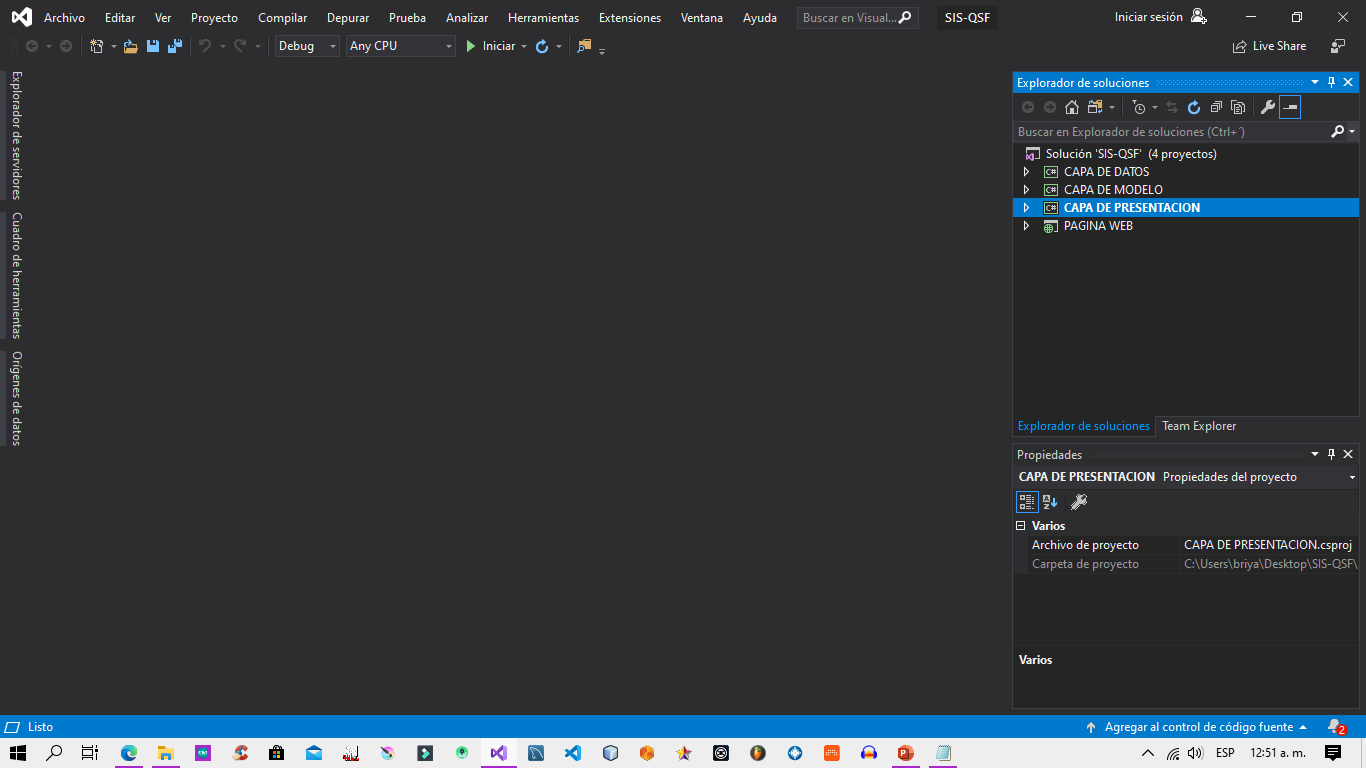 Archivo Editar Ver Proyecto Compilar Depurar Prueba Analizar Herramientas Extensiones Ventana Ayuda Buscar en Visual... SIS-QSF Iniciar sesión
Debug Any CPU Iniciar Live Share
Explorador de servidores
Cuadro de herramientas
Orígenes de datos
Explorador de soluciones
Buscar en Explorador de soluciones (Ctrl+´)
Solución 'SIS-QSF' (4 proyectos)
C# CAPA DE DATOS
C# CAPA DE MODELO
C# CAPA DE PRESENTACION
PAGINA WEB
Explorador de soluciones Team Explorer
Propiedades
CAPA DE PRESENTACION Propiedades del proyecto
Varios
Archivo de proyecto CAPA DE PRESENTACION.csproj
Carpeta de proyecto C:\Users\briya\Desktop\SIS-QSF\
Varios
Listo Agregar al control de código fuente 2
ESP 12:51 a. m.